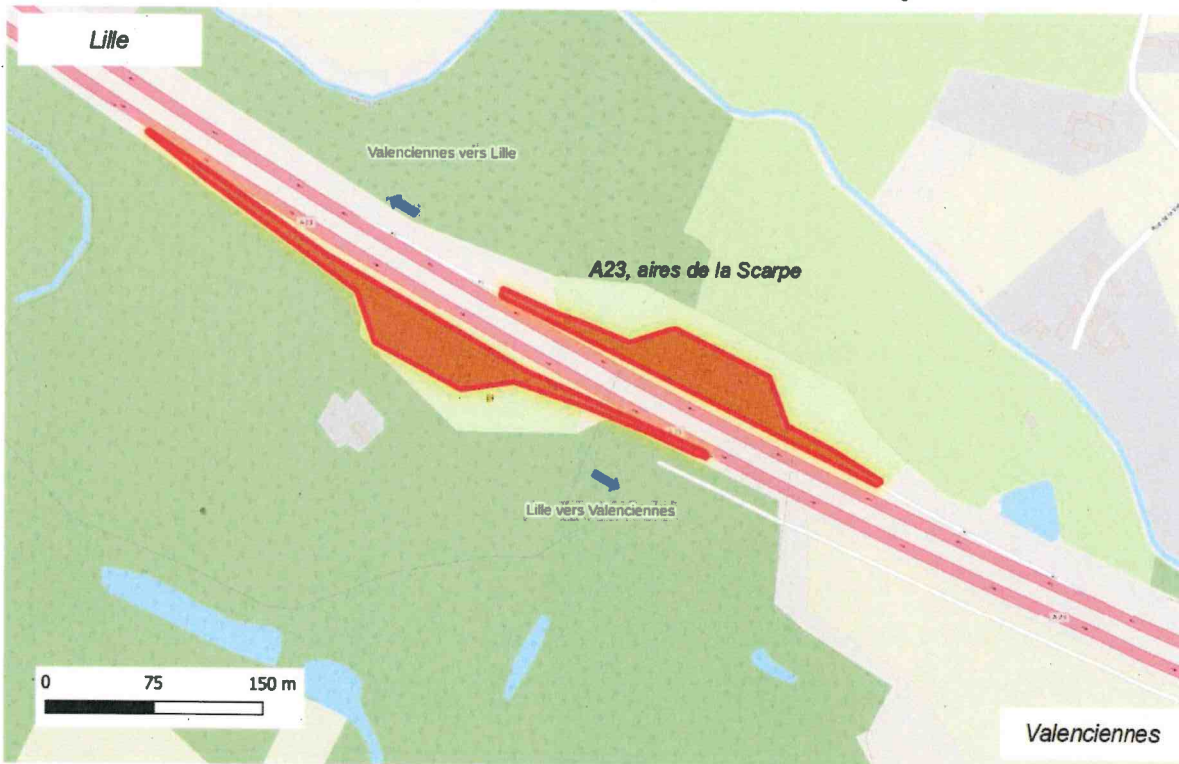 Lille
Valenciennes vers Lille
A23, aires de la Scarpe
Lille vers Valenciennes
0 75 150 m
Valenciennes